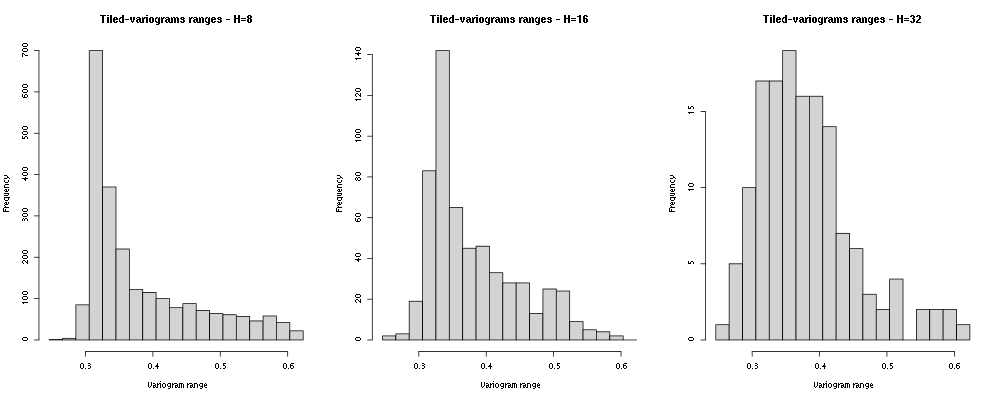 Tiled-variograms ranges - H=8
Frequency
700
600
500
400
300
200
100
0
0.3 0.4 0.5 0.6
Variogram range
Tiled-variograms ranges - H=16
Frequency
140
120
100
80
60
40
20
0
0.3 0.4 0.5 0.6
Variogram range
Tiled-variograms ranges - H=32
Frequency
15
10
5
0
0.3 0.4 0.5 0.6
Variogram range